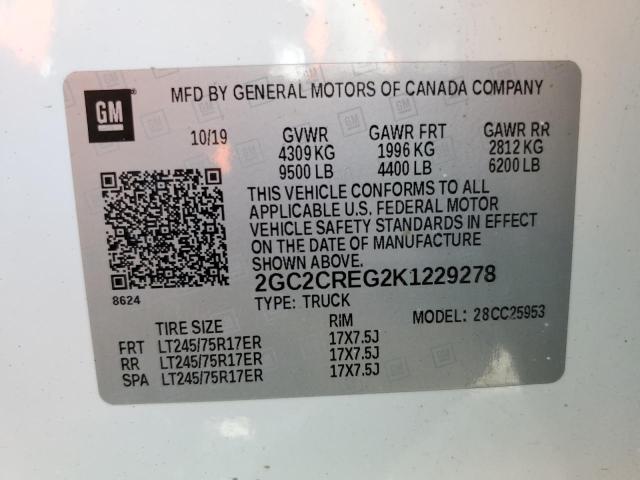 GM
MFD BY GENERAL MOTORS OF CANADA COMPANY
10/19 GVWR GAWR FRT GAWR RR
4309 KG 1996 KG 2812 KG
9500 LB 4400 LB 6200 LB
THIS VEHICLE CONFORMS TO ALL
APPLICABLE U.S. FEDERAL MOTOR
VEHICLE SAFETY STANDARDS IN EFFECT
ON THE DATE OF MANUFACTURE
SHOWN ABOVE.
8624
2GC2CREG2K1229278
TYPE: TRUCK MODEL: 28CC25953
TIRE SIZE RIM
FRT LT245/75R17ER 17X7.5J
RR LT245/75R17ER 17X7.5J
SPA LT245/75R17ER 17X7.5J